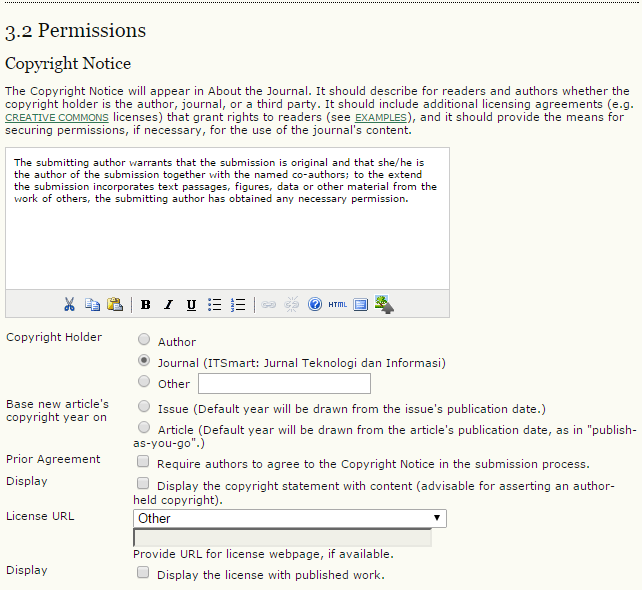 3.2 Permissions
Copyright Notice
The Copyright Notice will appear in About the Journal. It should describe for readers and authors whether the
copyright holder is the author, journal, or a third party. It should include additional licensing agreements (e.g.
CREATIVE COMMONS licenses) that grant rights to readers (see EXAMPLES), and it should provide the means for
securing permissions, if necessary, for the use of the journal's content.
The submitting author warrants that the submission is original and that she/he is
the author of the submission together with the named co-authors; to the extend
the submission incorporates text passages, figures, data or other material from the
work of others, the submitting author has obtained any necessary permission.
B I U HTML
Copyright Holder
Author
Journal (ITSmart: Jurnal Teknologi dan Informasi)
Other
Base new article's
copyright year on
Issue (Default year will be drawn from the issue's publication date.)
Article (Default year will be drawn from the article's publication date, as in "publish-
as-you-go".)
Prior Agreement
Require authors to agree to the Copyright Notice in the submission process.
Display
Display the copyright statement with content (advisable for asserting an author-
held copyright).
License URL
Other
Provide URL for license webpage, if available.
Display
Display the license with published work.